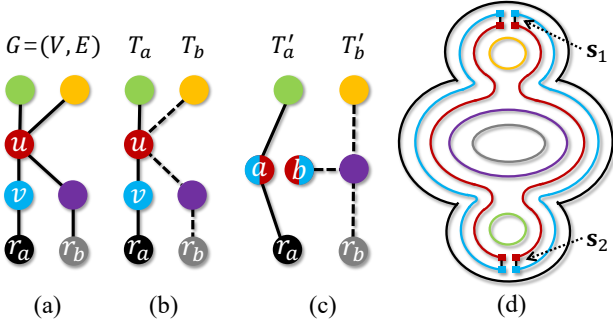 G=(V, E)
T_a
T_b
T'_a
T'_b
u
u
a
b
v
v
r_a
r_b
r_a
r_b
r_a
r_b
s_1
s_2
(a)
(b)
(c)
(d)